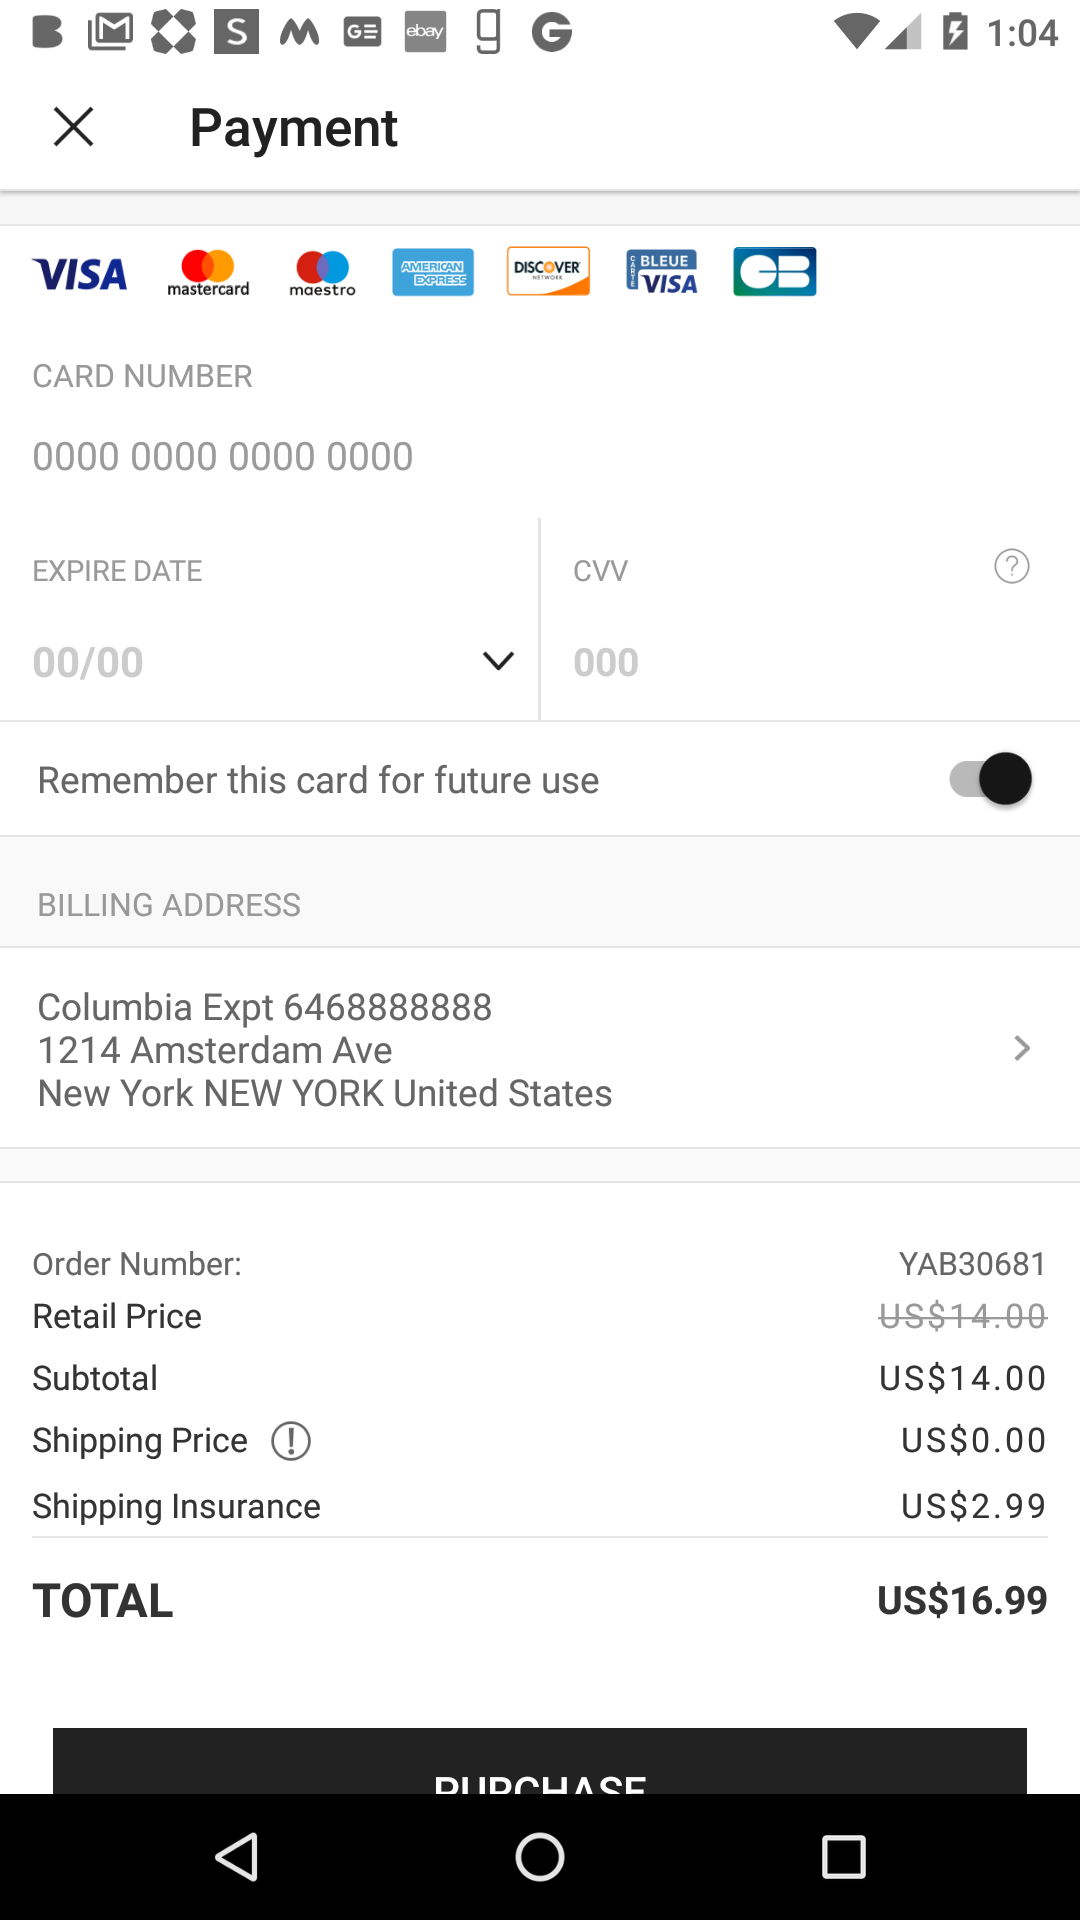 B M S M GE ebay g G 1:04
Payment
VISA mastercard maestro AMERICAN EXPRESS DISCOVER NETWORK CARTE BLEUE VISA CB
CARD NUMBER
0000 0000 0000 0000
EXPIRE DATE CVV ?
00/00 000
Remember this card for future use
BILLING ADDRESS
Columbia Expt 6468888888
1214 Amsterdam Ave
New York NEW YORK United States
Order Number: YAB30681
Retail Price US$14.00
Subtotal US$14.00
Shipping Price ! US$0.00
Shipping Insurance US$2.99
TOTAL US$16.99
PURCHASE